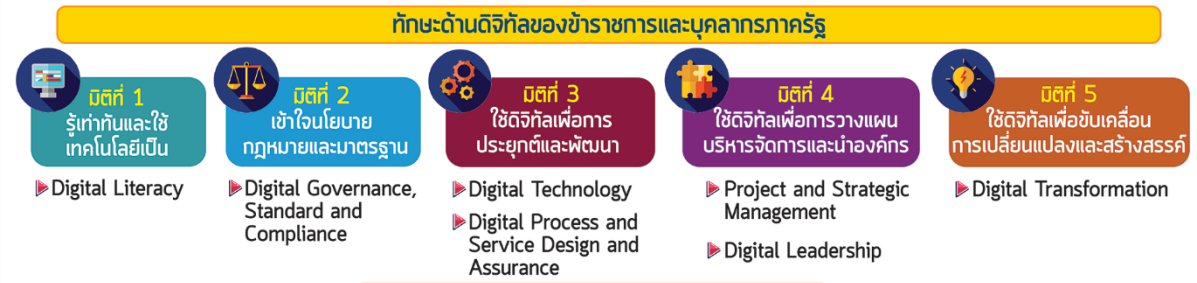 ทักษะด้านดิจิทัลของข้าราชการและบุคลากรภาครัฐ
มิติที่ 1
รู้เท่าทันและใช้
เทคโนโลยีเป็น
Digital Literacy
มิติที่ 2
เข้าใจนโยบาย
กฎหมายและมาตรฐาน
Digital Governance,
Standard and
Compliance
มิติที่ 3
ใช้ดิจิทัลเพื่อการ
ประยุกต์และพัฒนา
Digital Technology
Digital Process and
Service Design and
Assurance
มิติที่ 4
ใช้ดิจิทัลเพื่อการวางแผน
บริหารจัดการและนำองค์กร
Project and Strategic
Management
Digital Leadership
มิติที่ 5
ใช้ดิจิทัลเพื่อขับเคลื่อน
การเปลี่ยนแปลงและสร้างสรรค์
Digital Transformation